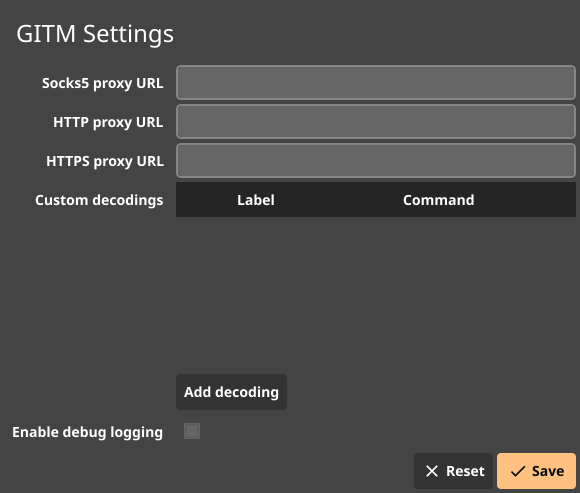 GITM Settings
Socks5 proxy URL
HTTP proxy URL
HTTPS proxy URL
Custom decodings Label Command
Add decoding
Enable debug logging
Reset Save